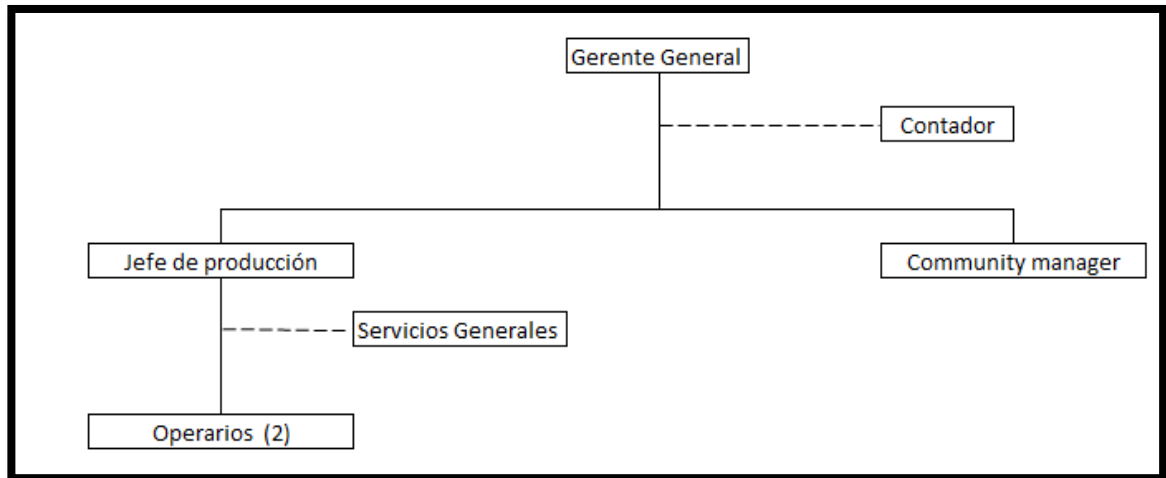 Gerente General
Contador
Jefe de producción
Community manager
Servicios Generales
Operarios (2)